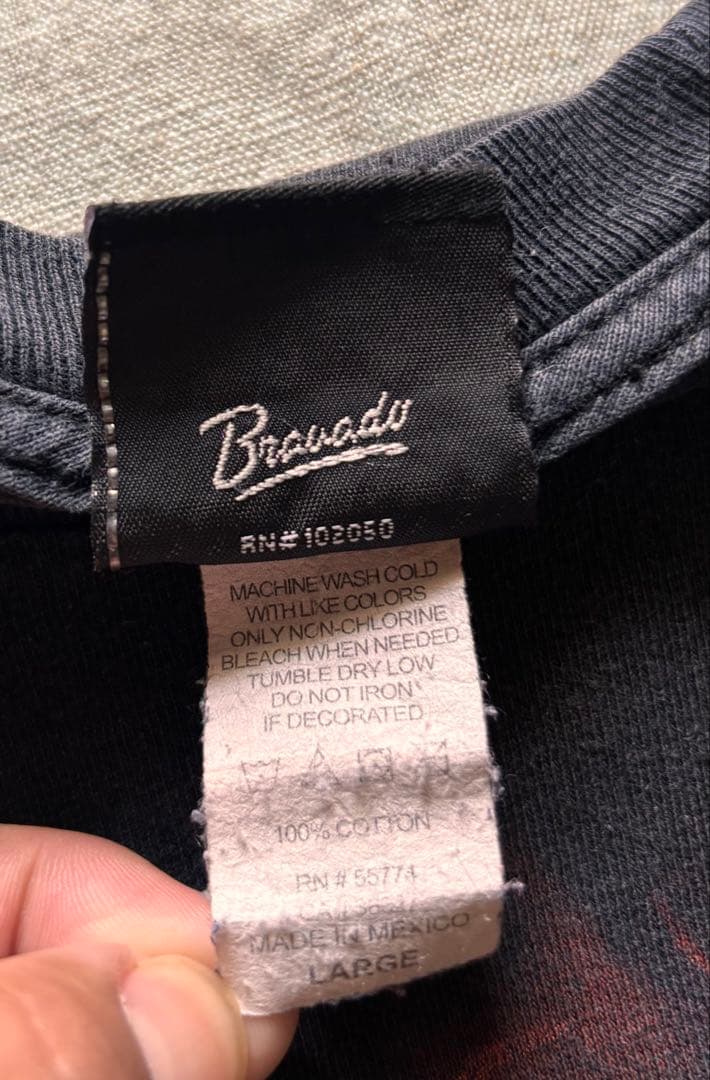 Bravado
RN#102050
MACHINE WASH COLD
WITH LIKE COLORS
ONLY NON-CHLORINE
BLEACH WHEN NEEDED
TUMBLE DRY LOW
DO NOT IRON
IF DECORATED
100% COTTON
RN # 55774
MADE IN MEXICO
LARGE